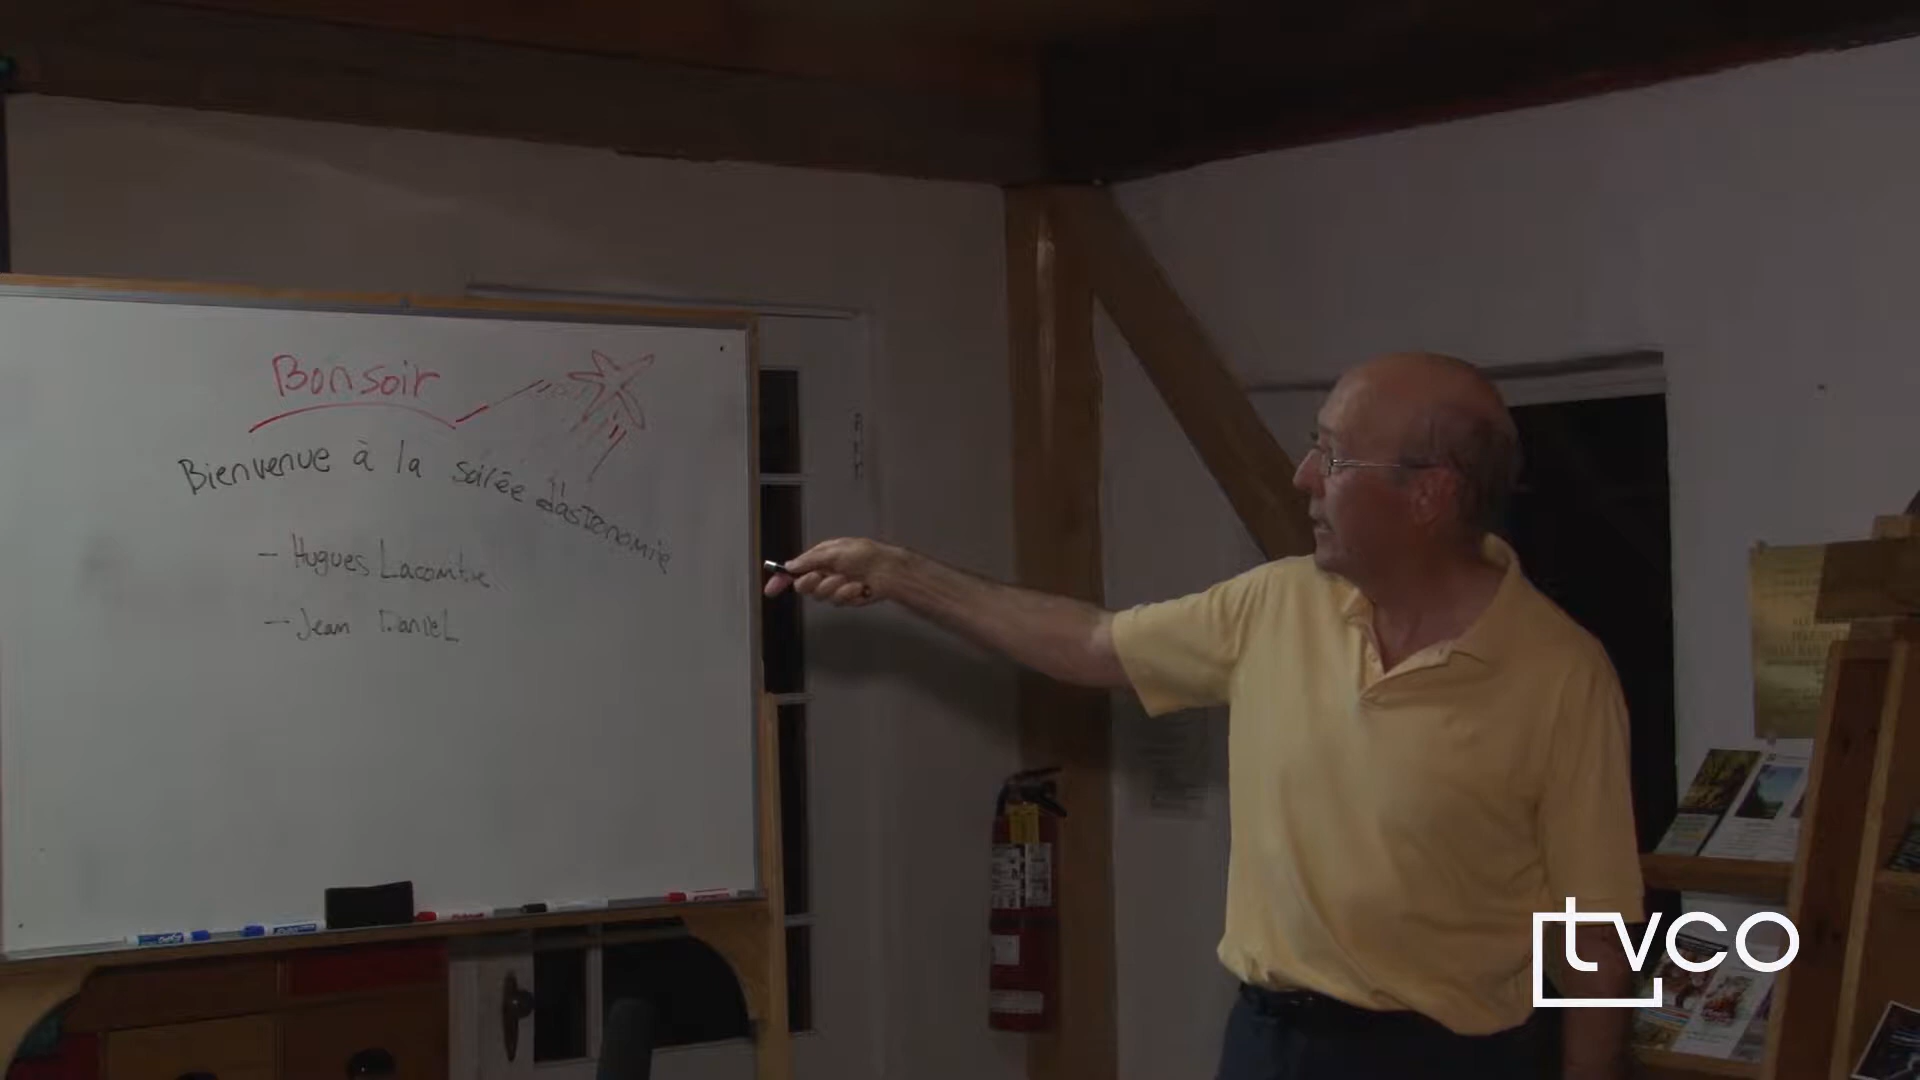 Bonsoir
Bienvenue à la soirée d'astronomie
- Hugues Lacombe
- Jean Daniel
tvco